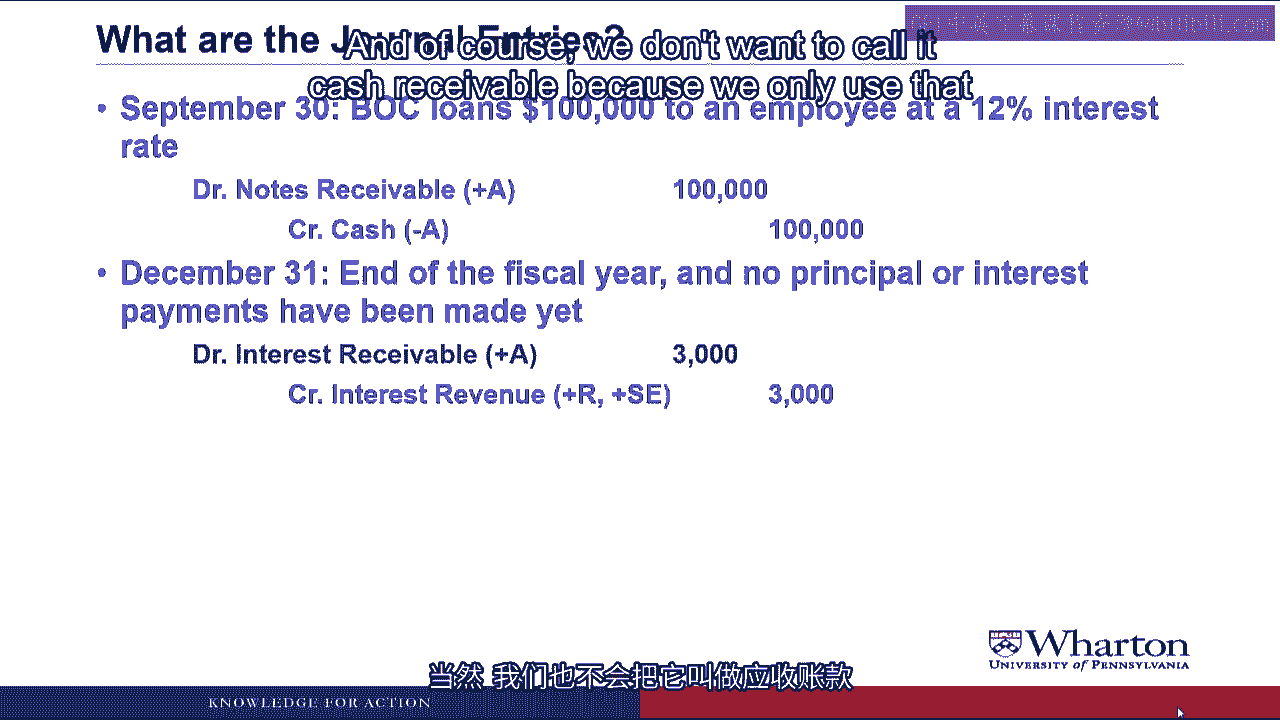 What are the Journal Entries?
And of course, we don't want to call it
cash receivable because we only use that
• September 30: BOC loans $100,000 to an employee at a 12% interest
rate
Dr. Notes Receivable (+A) 100,000
Cr. Cash (-A) 100,000
• December 31: End of the fiscal year, and no principal or interest
payments have been made yet
Dr. Interest Receivable (+A) 3,000
Cr. Interest Revenue (+R, +SE) 3,000
Wharton
UNIVERSITY of PENNSYLVANIA
当然 我们也不会把它叫做应收账款
KNOWLEDGE FOR ACTION